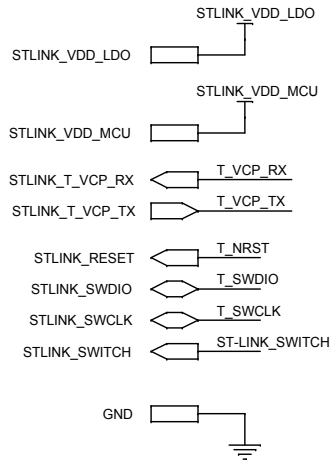 STLINK_VDD_LDO
STLINK_VDD_LDO
STLINK_VDD_MCU
STLINK_VDD_MCU
STLINK_T_VCP_RX T_VCP_RX
STLINK_T_VCP_TX T_VCP_TX
STLINK_RESET T_NRST
STLINK_SWDIO T_SWDIO
STLINK_SWCLK T_SWCLK
STLINK_SWITCH ST-LINK_SWITCH
GND